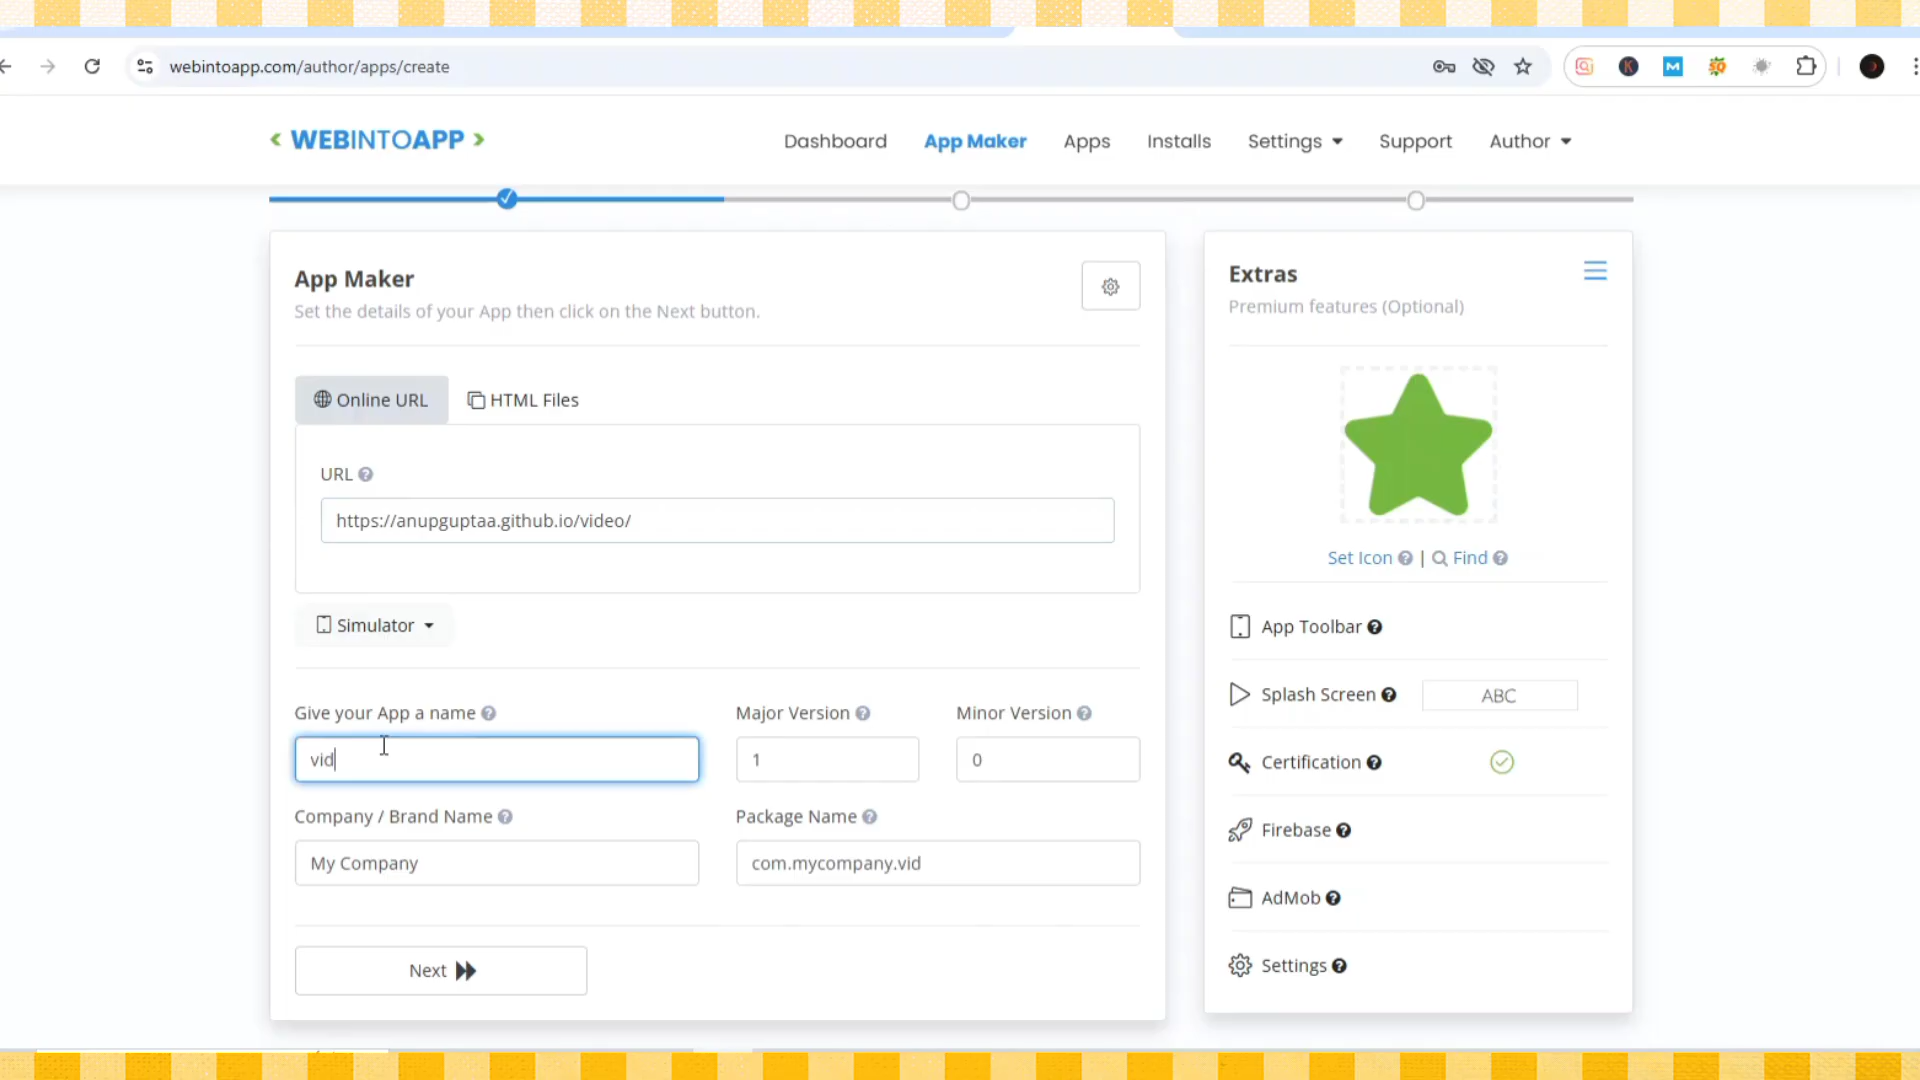 webintoapp.com/author/apps/create
< WEBINTOAPP >
Dashboard
App Maker
Apps
Installs
Settings
Support
Author
App Maker
Set the details of your App then click on the Next button.
Online URL
HTML Files
URL
https://anupguptaa.github.io/video/
Simulator
Give your App a name
Major Version
Minor Version
vid
1
0
Company / Brand Name
Package Name
My Company
com.mycompany.vid
Next
Extras
Premium features (Optional)
Set Icon | Find
App Toolbar
Splash Screen
ABC
Certification
Firebase
AdMob
Settings